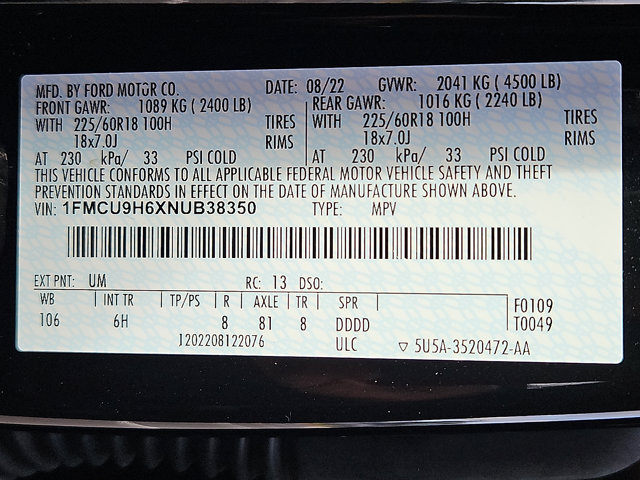 MFD. BY FORD MOTOR CO. DATE: 08/22 GVWR: 2041 KG ( 4500 LB)
FRONT GAWR: 1089 KG ( 2400 LB) REAR GAWR: 1016 KG ( 2240 LB)
WITH 225/60R18 100H TIRES WITH 225/60R18 100H TIRES
18x7.0J RIMS 18x7.0J RIMS
AT 230 kPa/ 33 PSI COLD AT 230 kPa/ 33 PSI COLD
THIS VEHICLE CONFORMS TO ALL APPLICABLE FEDERAL MOTOR VEHICLE SAFETY AND THEFT
PREVENTION STANDARDS IN EFFECT ON THE DATE OF MANUFACTURE SHOWN ABOVE.
VIN: 1FMCU9H6XNUB38350 TYPE: MPV
EXT PNT: UM RC: 13 DSO:
WB INT TR TP/PS R AXLE TR SPR F0109
106 6H 8 81 8 DDDD T0049
1202208122076 ULC ▽ 5U5A-3520472-AA